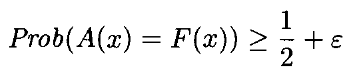 Prob(A(x) = F(x)) ≥ 1/2 + ε